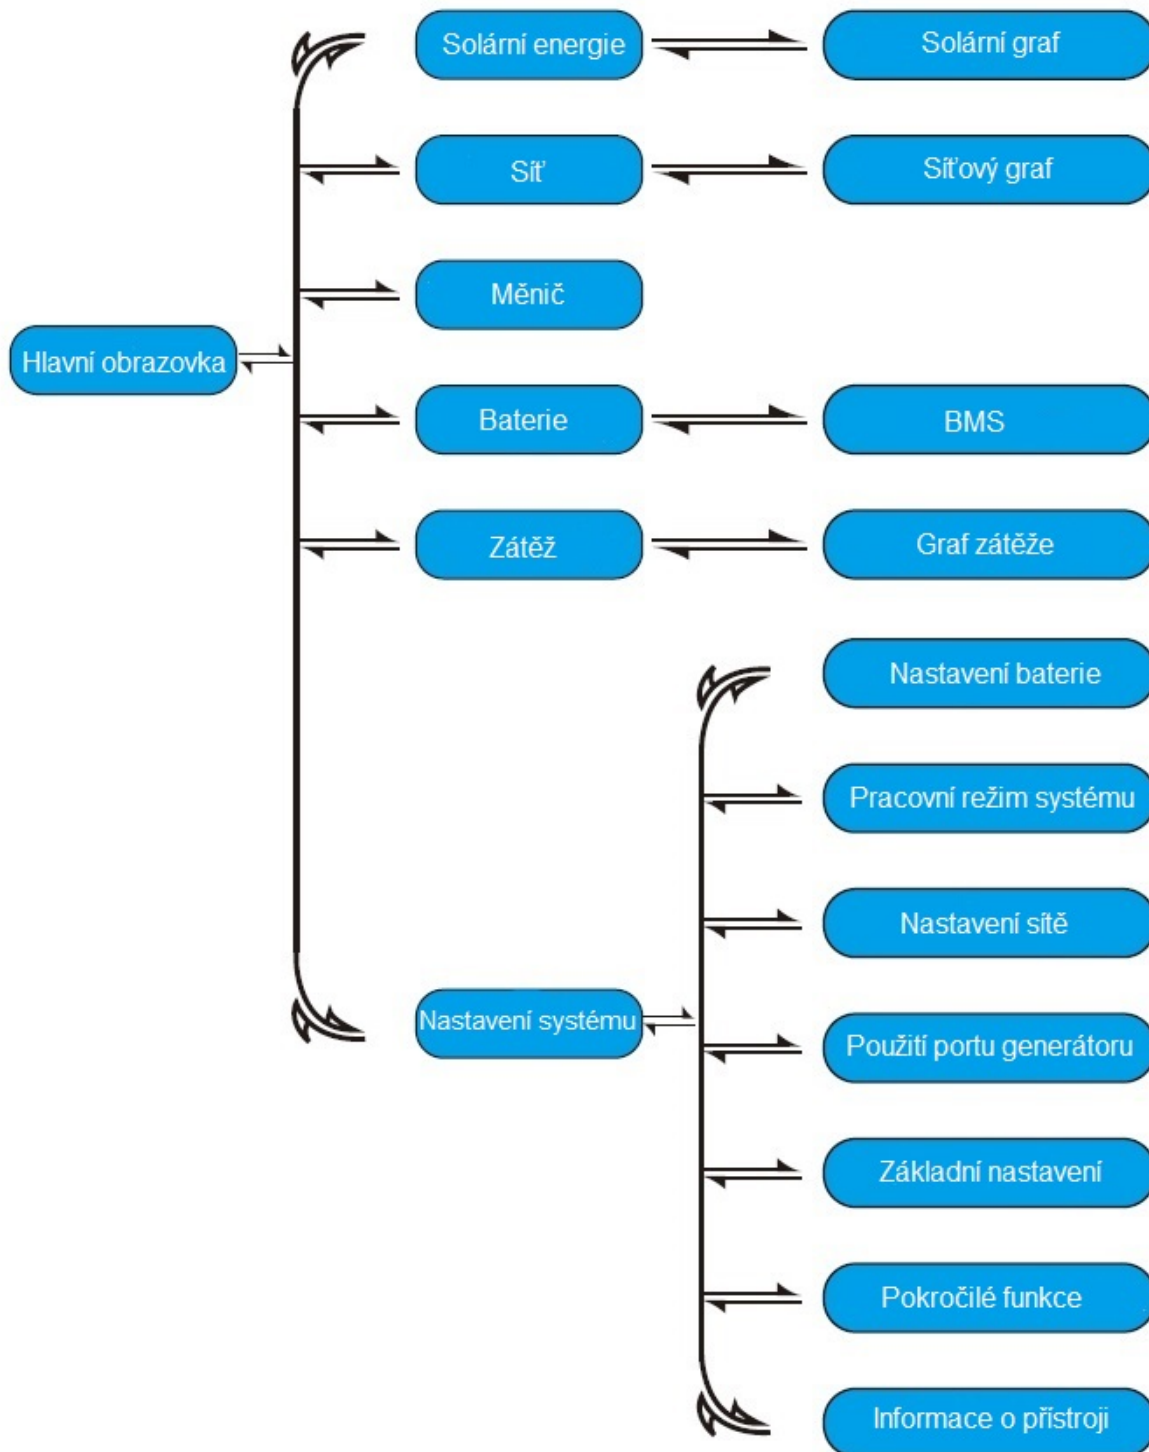 Solární energie
Solární graf
Síť
Síťový graf
Měnič
Hlavní obrazovka
Baterie
BMS
Zátěž
Graf zátěže
Nastavení baterie
Pracovní režim systému
Nastavení sítě
Nastavení systému
Použití portu generátoru
Základní nastavení
Pokročilé funkce
Informace o přístroji